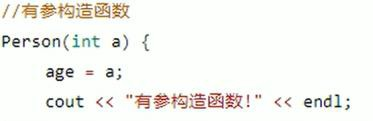 //有参构造函数
Person(int a) {
    age = a;
    cout << "有参构造函数!" << endl;